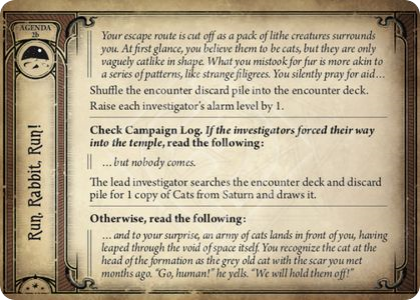 AGENDA
2b
Run, Rabbit, Run!
Your escape route is cut off as a pack of lithe creatures surrounds
you. At first glance, you believe them to be cats, but they are only
vaguely catlike in shape. What you mistook for fur is more akin to
a series of patterns, like strange filigrees. You silently pray for aid…
Shuffle the encounter discard pile into the encounter deck.
Raise each investigator's alarm level by 1.
Check Campaign Log. If the investigators forced their way
into the temple, read the following:
…but nobody comes.
The lead investigator searches the encounter deck and discard
pile for 1 copy of Cats from Saturn and draws it.
Otherwise, read the following:
…and to your surprise, an army of cats lands in front of you, having
leaped through the void of space itself. You recognize the cat at the
head of the formation as the grey old cat with the scar you met
months ago. "Go, human!" he yells. "We will hold them off!"